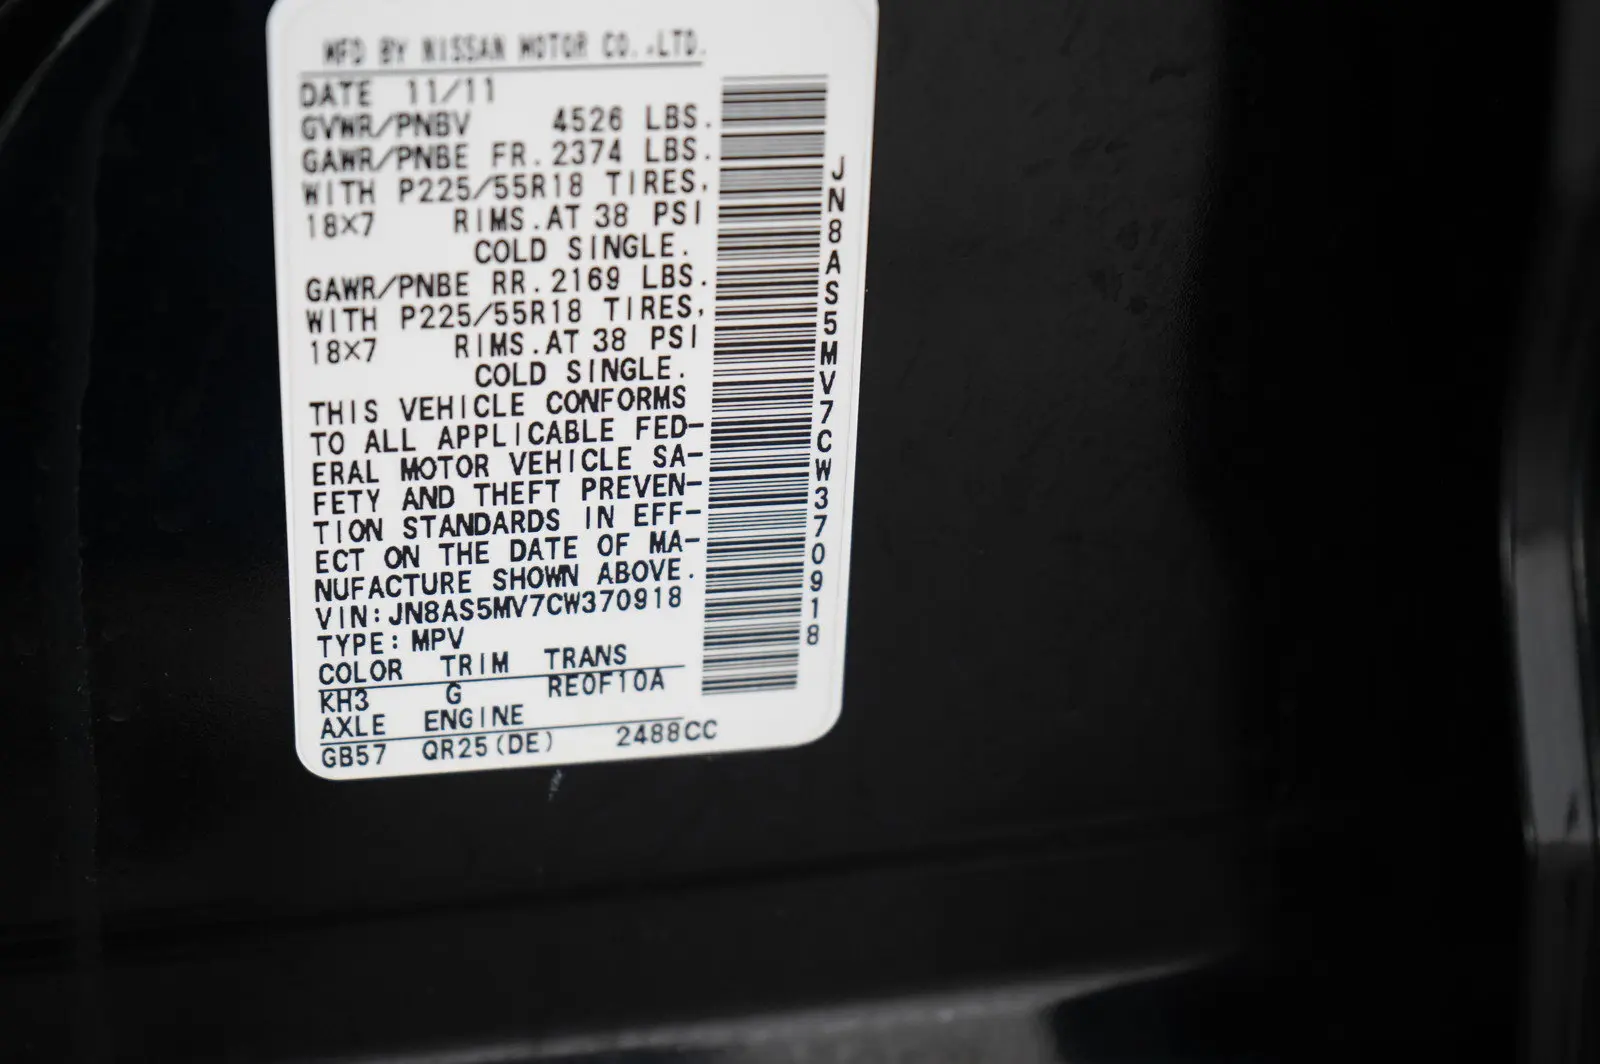 MFD BY NISSAN MOTOR CO.,LTD.
DATE 11/11
GVWR/PNBV 4526 LBS.
GAWR/PNBE FR. 2374 LBS.
WITH P225/55R18 TIRES,
18×7 RIMS.AT 38 PSI
COLD SINGLE.
GAWR/PNBE RR. 2169 LBS.
WITH P225/55R18 TIRES,
18×7 RIMS.AT 38 PSI
COLD SINGLE.
THIS VEHICLE CONFORMS
TO ALL APPLICABLE FED-
ERAL MOTOR VEHICLE SA-
FETY AND THEFT PREVEN-
TION STANDARDS IN EFF-
ECT ON THE DATE OF MA-
NUFACTURE SHOWN ABOVE.
VIN:JN8AS5MV7CW370918
TYPE:MPV
COLOR TRIM TRANS
KH3 G RE0F10A
AXLE ENGINE
GB57 QR25(DE) 2488CC
JN8AS5MV7CW370918